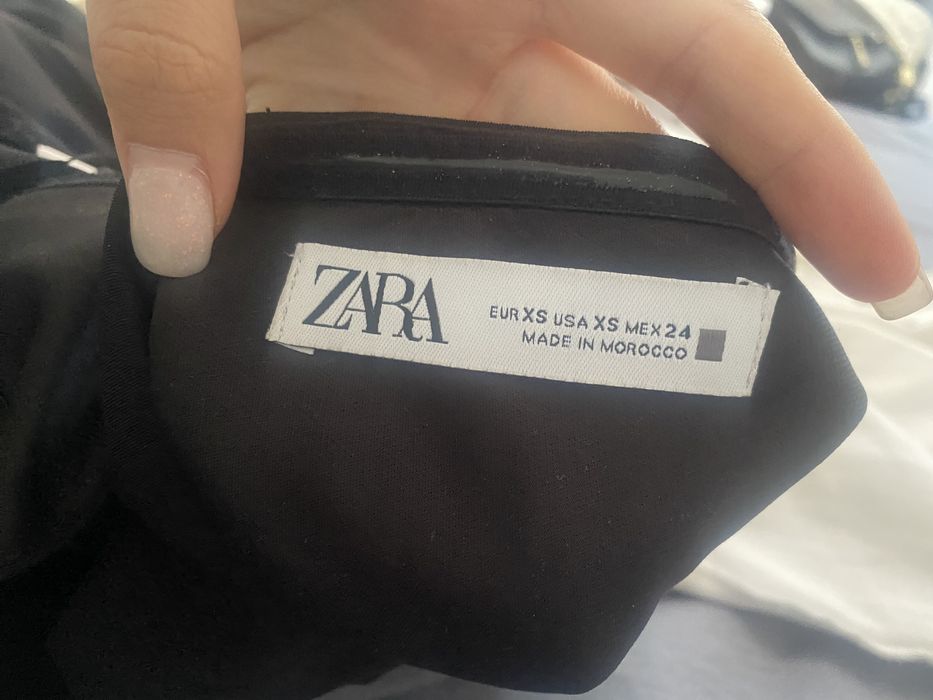 ZARA
EUR XS USA XS MEX 24
MADE IN MOROCCO